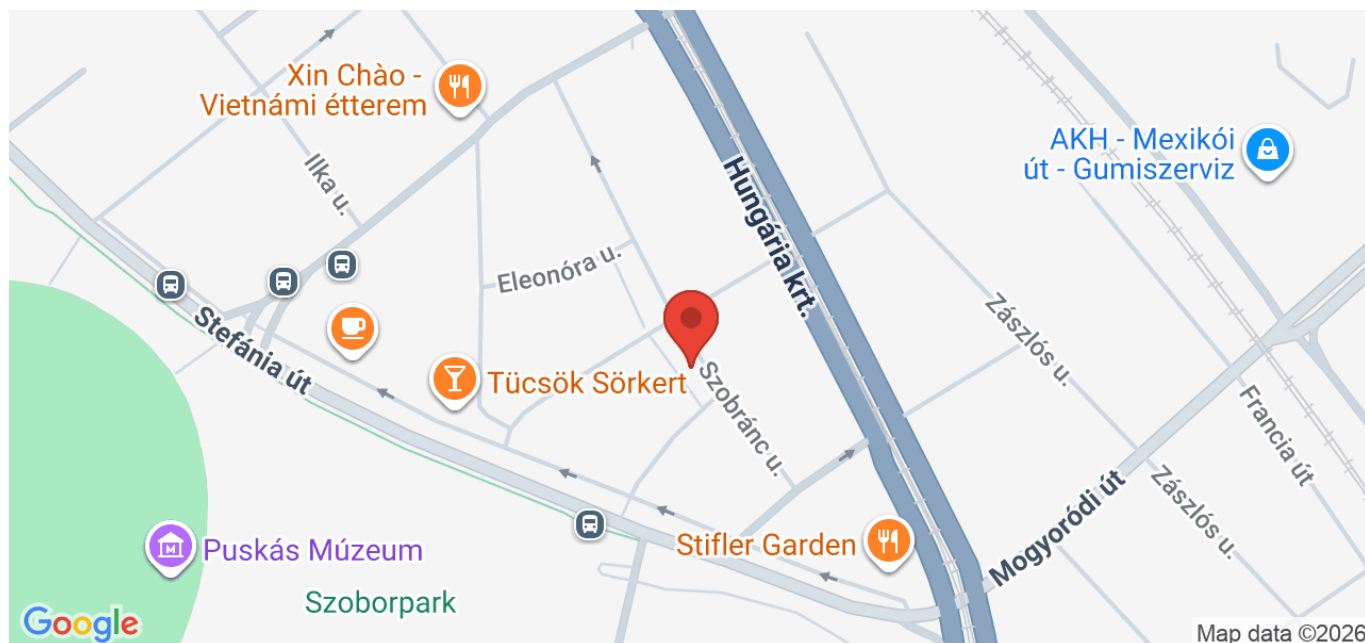 Xin Chào -
Vietnámi étterem
AKH - Mexikói
út - Gumiszerviz
Ilka u.
Hungária krt.
Eleonóra u.
Stefánia út
Zászlós u.
Tücsök Sörkert
Szobránc u.
Francia út
Zászlós u.
Mogyoródi út
Stifler Garden
Puskás Múzeum
Szoborpark
Google
Map data ©2026